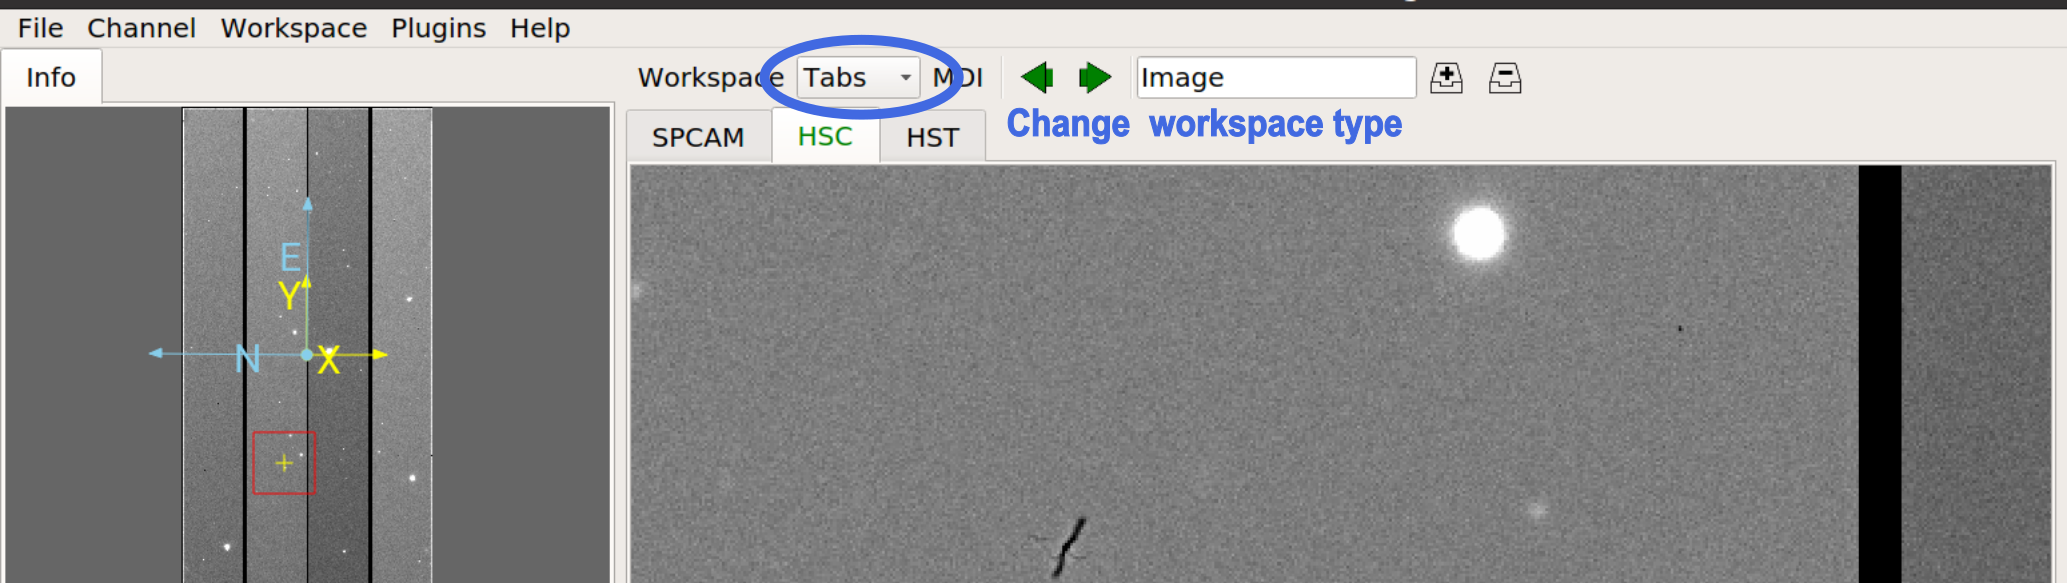 File Channel Workspace Plugins Help
Info
Workspace Tabs MDI Image
Change workspace type
SPCAM HSC HST
E
Y
N X